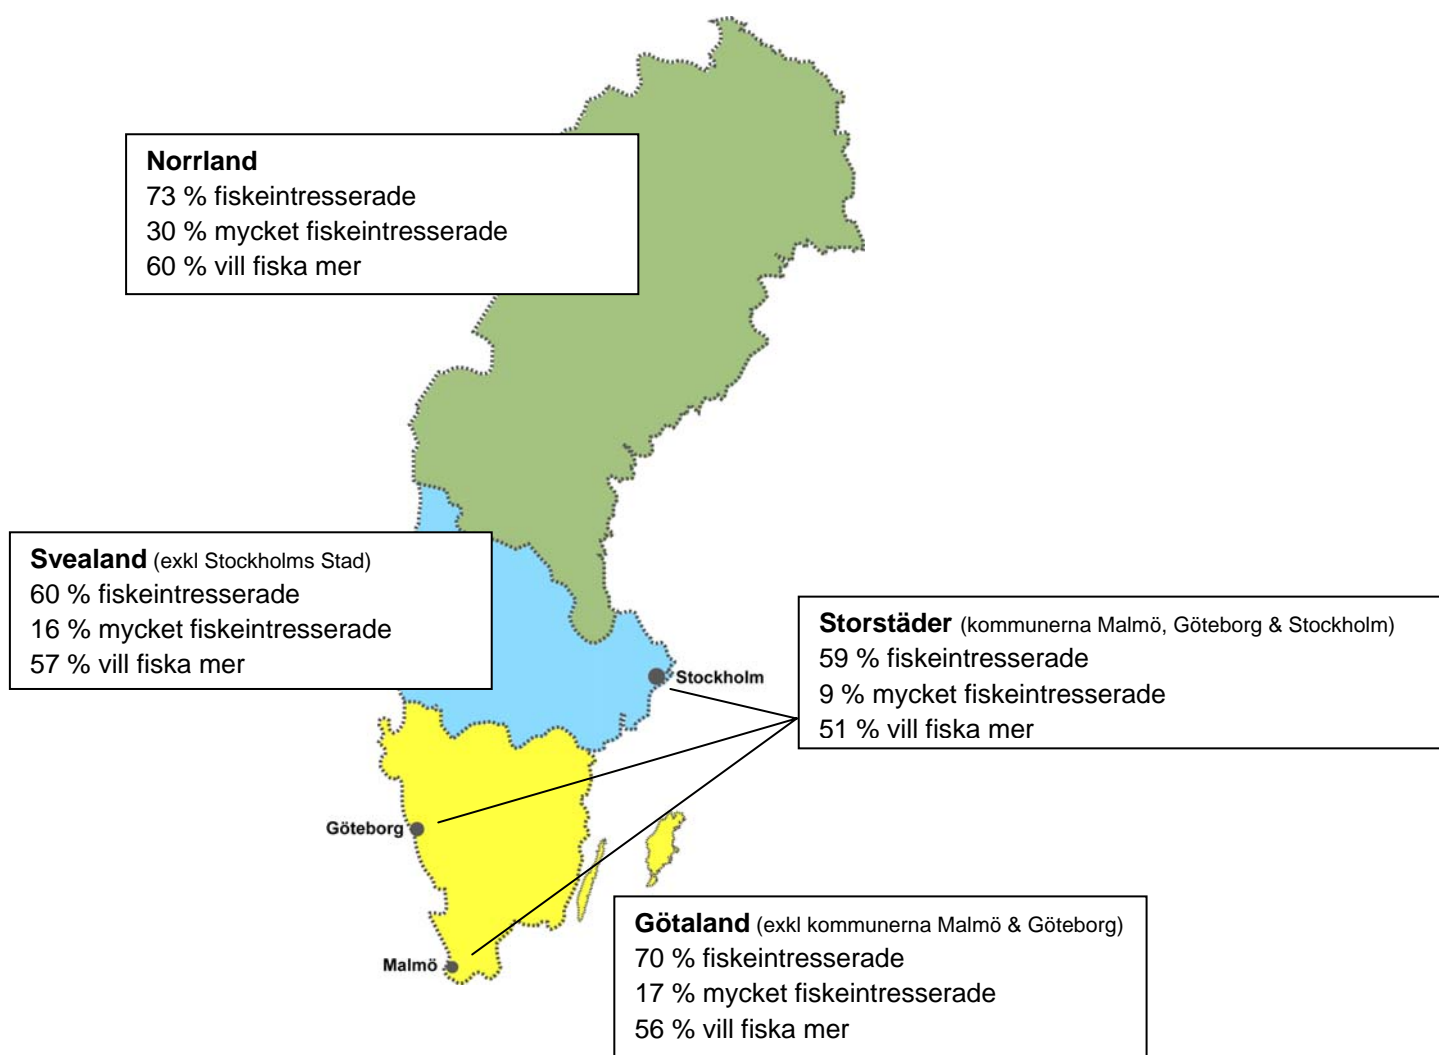 Norrland
73 % fiskeintresserade
30 % mycket fiskeintresserade
60 % vill fiska mer
Svealand (exkl Stockholms Stad)
60 % fiskeintresserade
16 % mycket fiskeintresserade
57 % vill fiska mer
Storstäder (kommunerna Malmö, Göteborg & Stockholm)
59 % fiskeintresserade
9 % mycket fiskeintresserade
51 % vill fiska mer
Stockholm
Göteborg
Malmö
Götaland (exkl kommunerna Malmö & Göteborg)
70 % fiskeintresserade
17 % mycket fiskeintresserade
56 % vill fiska mer